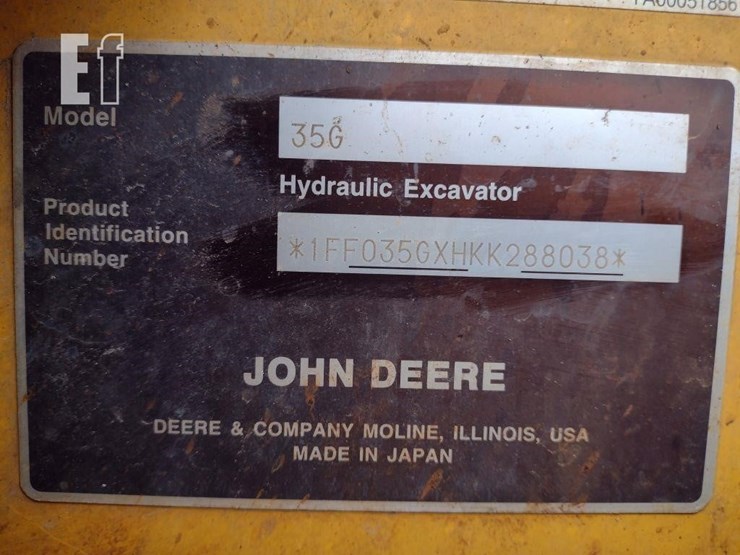 FA00051856
Ef
Model
35G
Hydraulic Excavator
Product
Identification
Number
*1FF035GXHKK288038*
JOHN DEERE
DEERE & COMPANY MOLINE, ILLINOIS, USA
MADE IN JAPAN